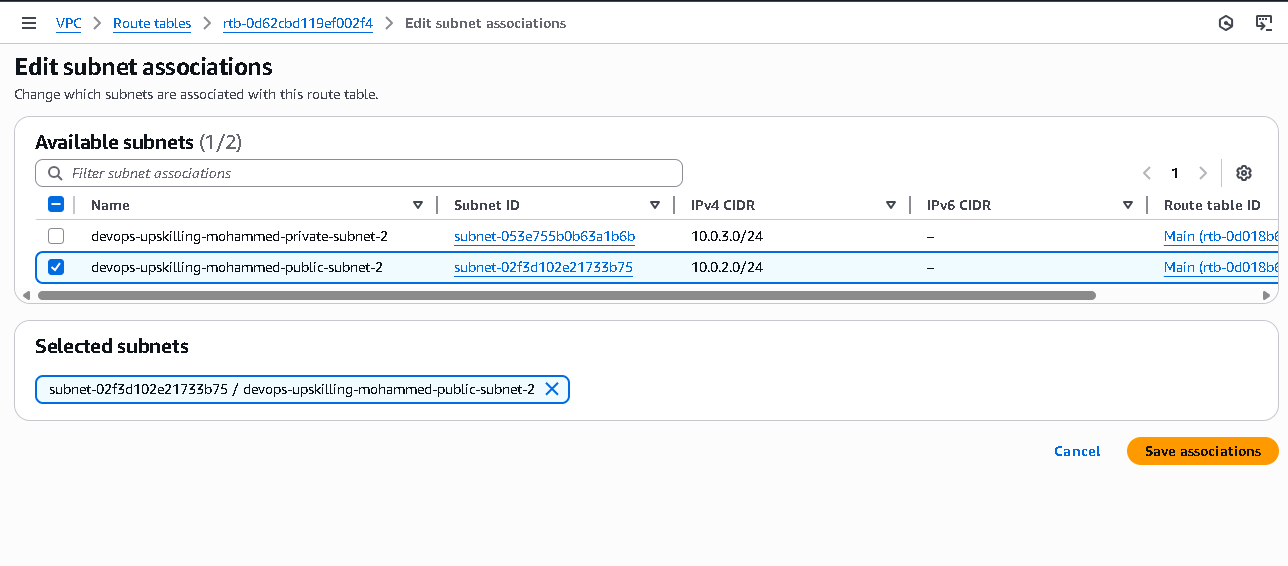 VPC > Route tables > rtb-0d62cbd119ef002f4 > Edit subnet associations
Edit subnet associations
Change which subnets are associated with this route table.
Available subnets (1/2)
Filter subnet associations
1
Name Subnet ID IPv4 CIDR IPv6 CIDR Route table ID
devops-upskilling-mohammed-private-subnet-2 subnet-053e755b0b63a1b6b 10.0.3.0/24 – Main (rtb-0d018b6
devops-upskilling-mohammed-public-subnet-2 subnet-02f3d102e21733b75 10.0.2.0/24 – Main (rtb-0d018b6
Selected subnets
subnet-02f3d102e21733b75 / devops-upskilling-mohammed-public-subnet-2
Cancel Save associations